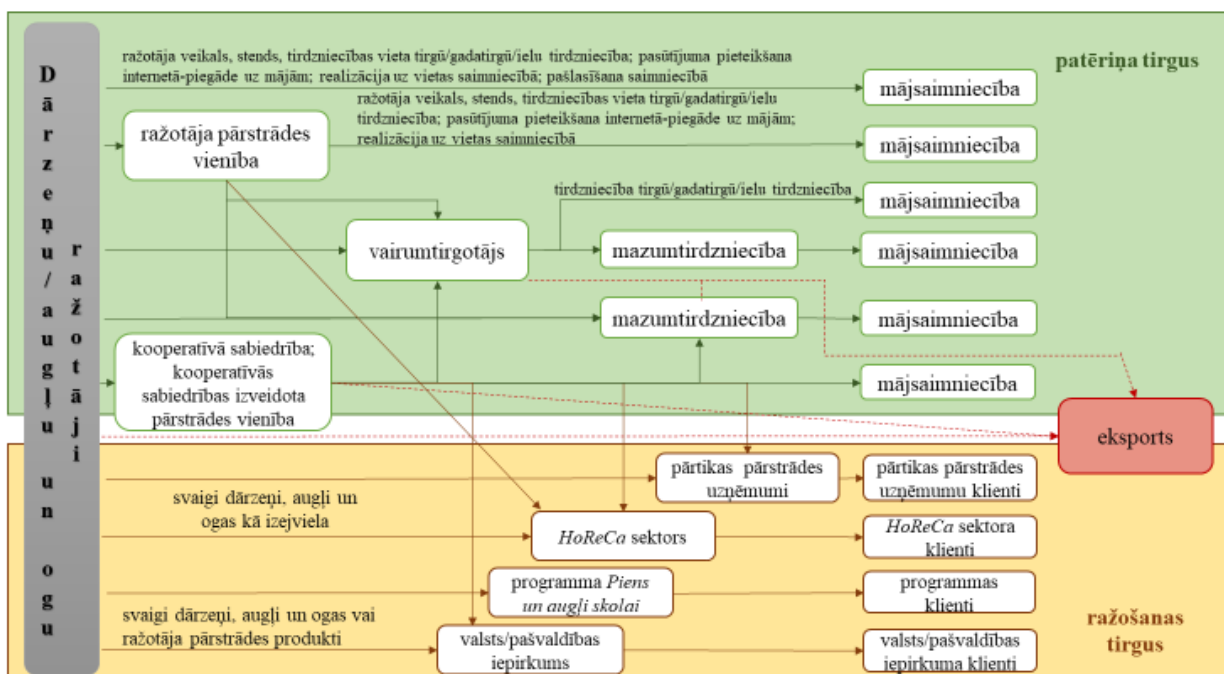 Dārzeņu/augļu un ogu
ražotāji
patēriņa tirgus
ražotāja veikals, stends, tirdzniecības vieta tirgū/gadatirgū/ielu tirdzniecība; pasūtījuma pieteikšana
internetā-piegāde uz mājām; realizācija uz vietas saimniecībā; pašlasīšana saimniecībā
mājsaimniecība
ražotāja veikals, stends, tirdzniecības vieta tirgū/gadatirgū/ielu
tirdzniecība; pasūtījuma pieteikšana internetā-piegāde uz mājām;
realizācija uz vietas saimniecībā
ražotāja pārstrādes
vienība
mājsaimniecība
tirdzniecība tirgū/gadatirgū/ielu tirdzniecība
mājsaimniecība
vairumtirgotājs
mazumtirdzniecība
mājsaimniecība
mazumtirdzniecība
mājsaimniecība
kooperatīvā sabiedrība;
kooperatīvās
sabiedrības izveidota
pārstrādes vienība
mājsaimniecība
eksports
svaigi dārzeņi, augļi un
ogas kā izejviela
pārtikas pārstrādes
uzņēmumi
pārtikas pārstrādes
uzņēmumu klienti
HoReCa sektors
HoReCa sektora
klienti
programma Piens
un augļi skolai
programmas
klienti
svaigi dārzeņi, augļi un ogas vai
ražotāja pārstrādes produkti
valsts/pašvaldības
iepirkums
valsts/pašvaldības
iepirkuma klienti
ražošanas
tirgus